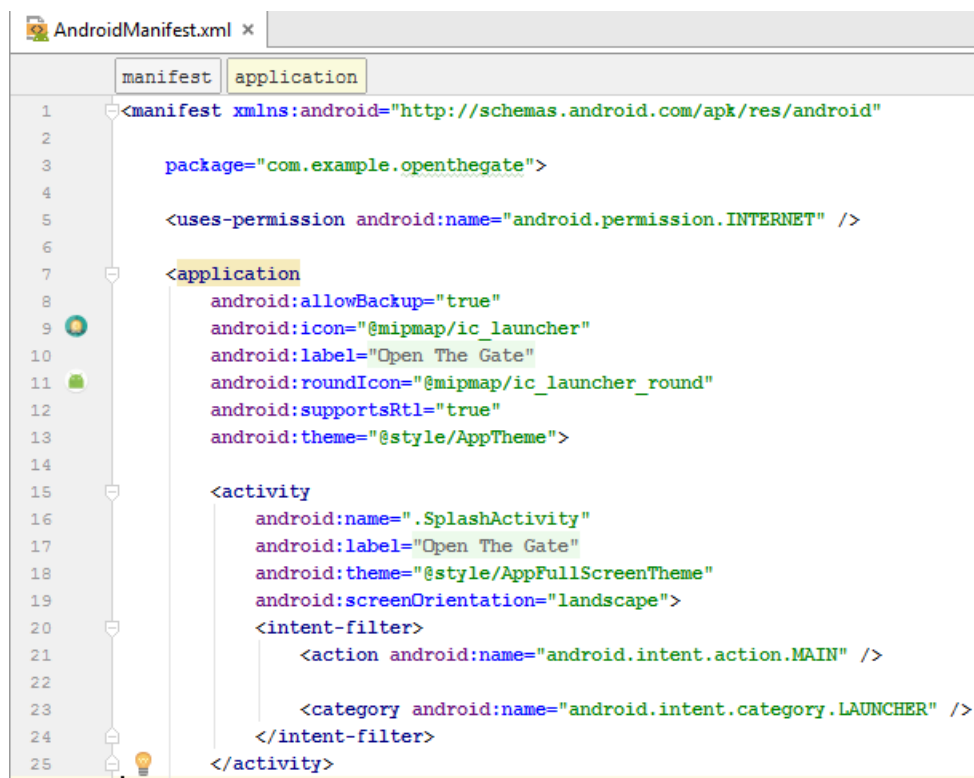 AndroidManifest.xml ×
manifest application
1 <manifest xmlns:android="http://schemas.android.com/apk/res/android"
2
3 package="com.example.openthegate">
4
5 <uses-permission android:name="android.permission.INTERNET" />
6
7 <application
8 android:allowBackup="true"
9 android:icon="@mipmap/ic_launcher"
10 android:label="Open The Gate"
11 android:roundIcon="@mipmap/ic_launcher_round"
12 android:supportsRtl="true"
13 android:theme="@style/AppTheme">
14
15 <activity
16 android:name=".SplashActivity"
17 android:label="Open The Gate"
18 android:theme="@style/AppFullScreenTheme"
19 android:screenOrientation="landscape">
20 <intent-filter>
21 <action android:name="android.intent.action.MAIN" />
22
23 <category android:name="android.intent.category.LAUNCHER" />
24 </intent-filter>
25 </activity>